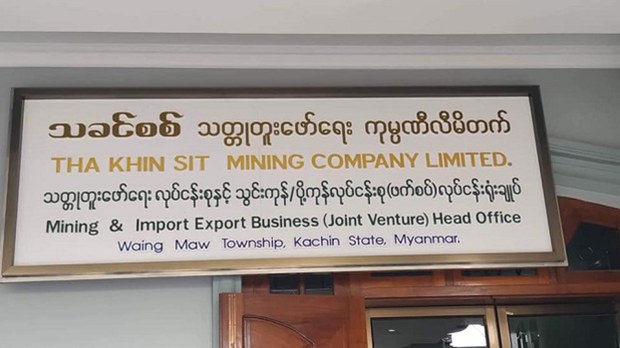 သခင်စစ် သတ္တုတူးဖော်ရေး ကုမ္ပဏီလီမိတက်
THA KHIN SIT MINING COMPANY LIMITED.
သတ္တုတူးဖော်ရေး လုပ်ငန်းစုနှင့် သွင်းကုန်/ပို့ကုန်လုပ်ငန်းစု(ဖက်စပ်)လုပ်ငန်းရုံးချုပ်
Mining & Import Export Business (Joint Venture) Head Office
Waing Maw Township, Kachin State, Myanmar.